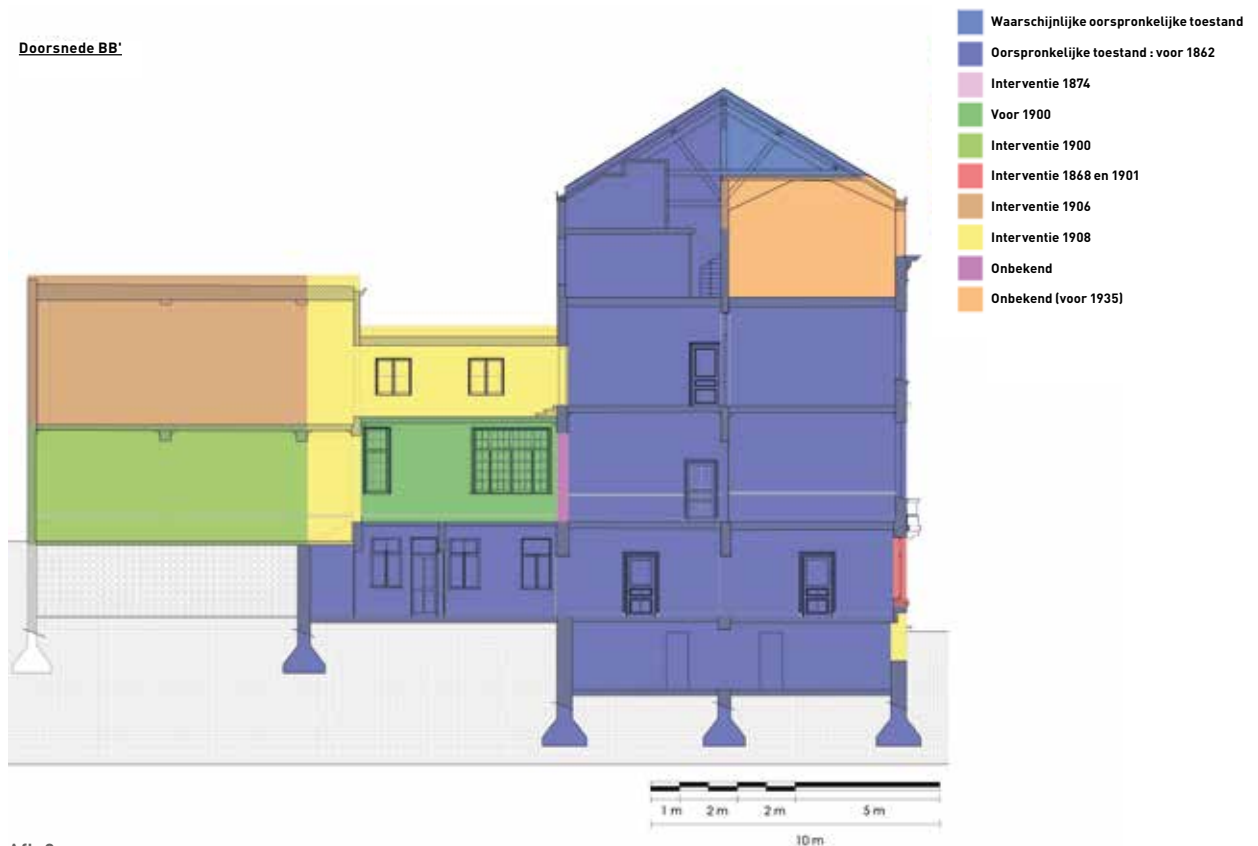 Doorsnede BB'
Waarschijnlijke oorspronkelijke toestand
Oorspronkelijke toestand : voor 1862
Interventie 1874
Voor 1900
Interventie 1900
Interventie 1868 en 1901
Interventie 1906
Interventie 1908
Onbekend
Onbekend (voor 1935)
1 m 2 m 2 m 5 m
10 m